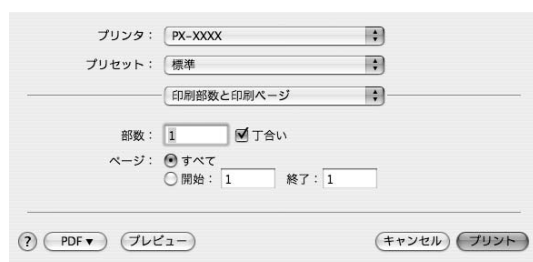 プリンタ： PX-XXXX
プリセット： 標準
印刷部数と印刷ページ
部数： 1 丁合い
ページ： すべて
開始： 1 終了： 1
? PDF▼ プレビュー キャンセル プリント